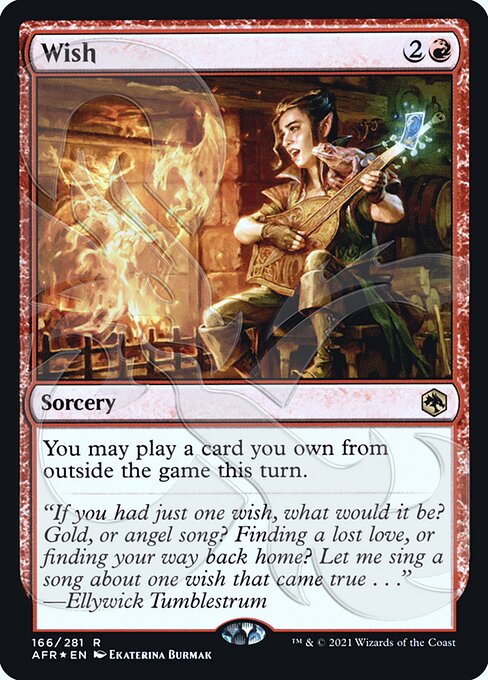 Wish 2
Sorcery
You may play a card you own from
outside the game this turn.
“If you had just one wish, what would it be?
Gold, or angel song? Finding a lost love, or
finding your way back home? Let me sing a
song about one wish that came true . . .”
—Ellywick Tumblestrum
166/281 R
AFR★EN Ekaterina Burmak
™ & © 2021 Wizards of the Coast